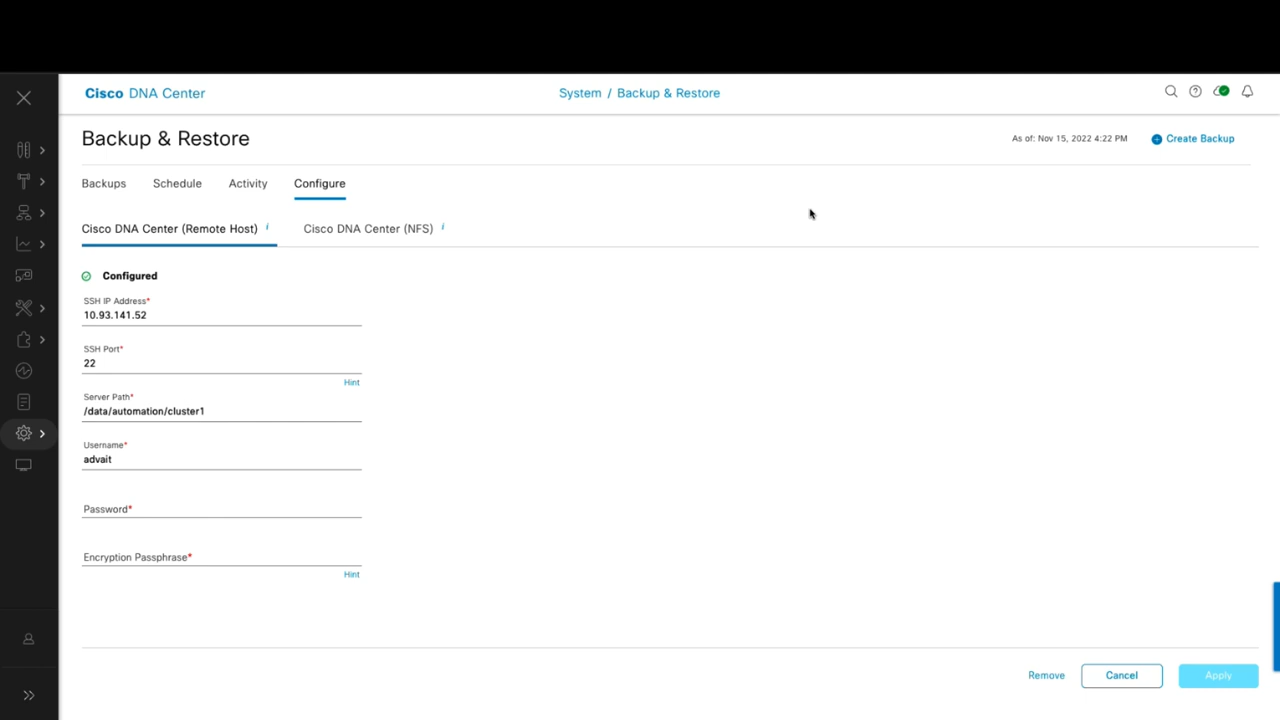 Cisco DNA Center
System / Backup & Restore
Backup & Restore
As of: Nov 15, 2022 4:22 PM
Create Backup
Backups Schedule Activity Configure
Cisco DNA Center (Remote Host) i Cisco DNA Center (NFS) i
Configured
SSH IP Address*
10.93.141.52
SSH Port*
22
Hint
Server Path*
/data/automation/cluster1
Username*
advait
Password*
Encryption Passphrase*
Hint
Remove Cancel Apply